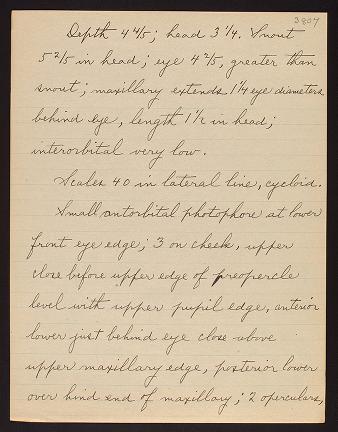 3807
Depth 4 4/5; head 3 1/4. Snout
5 2/5 in head; eye 4 2/5, greater than
snout; maxillary extends 1 1/4 eye diameters
behind eye, length 1 1/2 in head;
interorbital very low.
Scales 40 in lateral line, cycloid.
Small antorbital photophore at lower
front eye edge; 3 on cheek, upper
close before upper edge of preopercle
level with upper pupil edge, anterior
lower just behind eye close above
upper maxillary edge, posterior lower
over hind end of maxillary; 2 operculars,